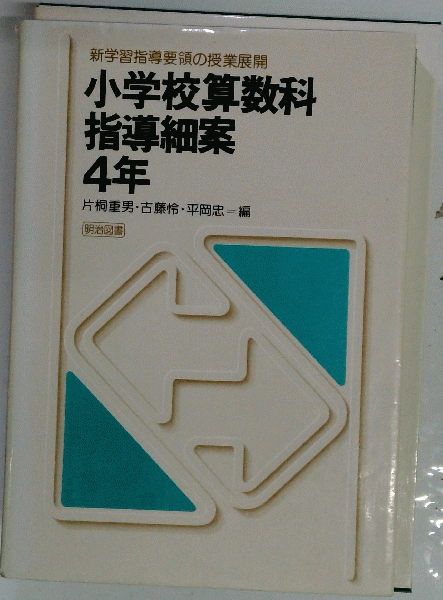 新学習指導要領の授業展開
小学校算数科
指導細案
4年
片桐重男・古藤怜・平岡忠=編
明治図書